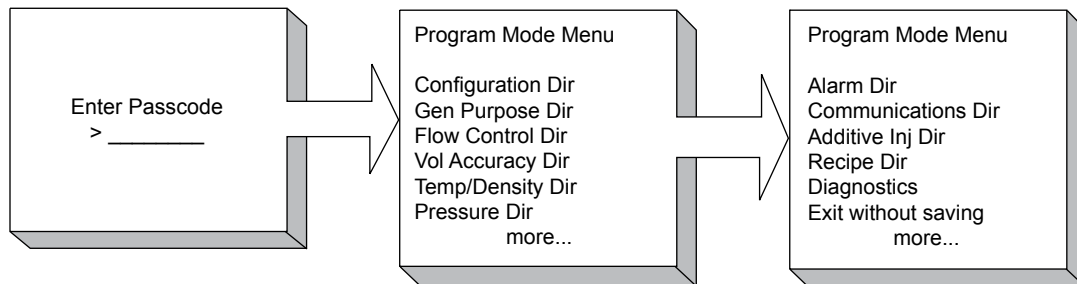 Enter Passcode
> ________
Program Mode Menu
Configuration Dir
Gen Purpose Dir
Flow Control Dir
Vol Accuracy Dir
Temp/Density Dir
Pressure Dir
more...
Program Mode Menu
Alarm Dir
Communications Dir
Additive Inj Dir
Recipe Dir
Diagnostics
Exit without saving
more...